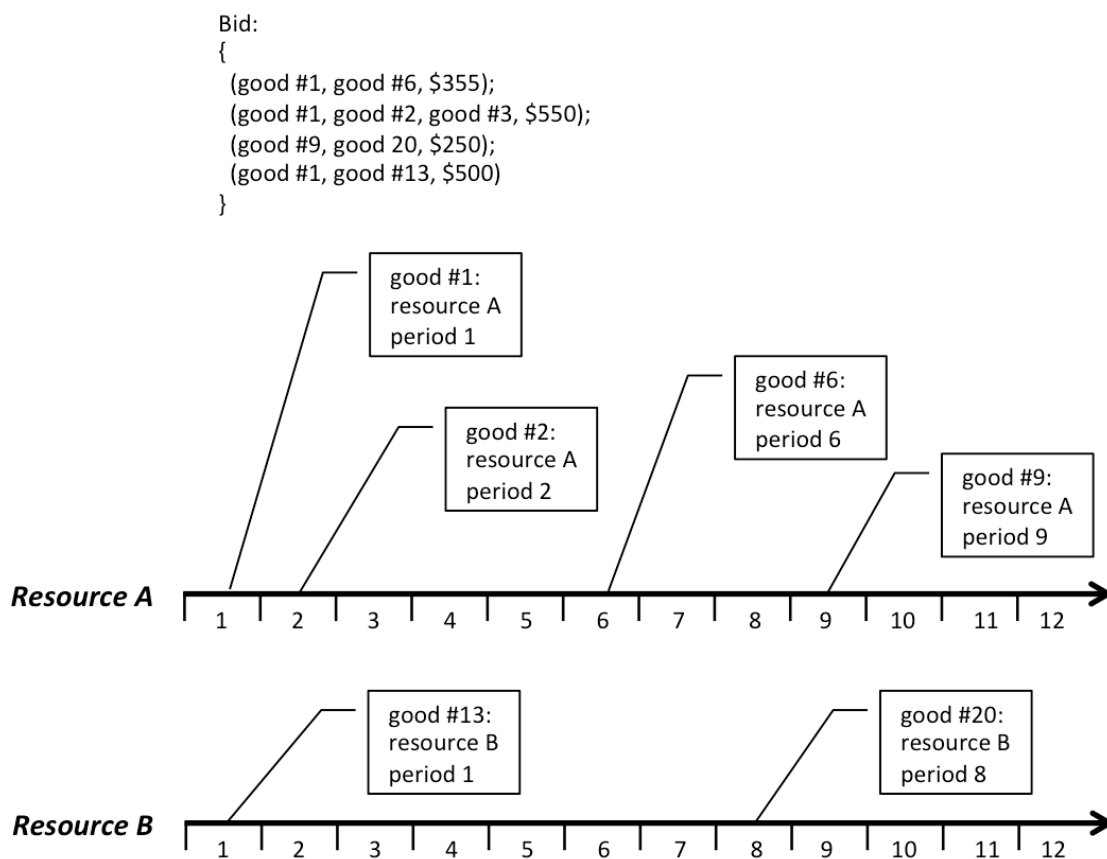 Bid:
{
(good #1, good #6, $355);
(good #1, good #2, good #3, $550);
(good #9, good 20, $250);
(good #1, good #13, $500)
}
good #1:
resource A
period 1
good #6:
resource A
period 6
good #2:
resource A
period 2
good #9:
resource A
period 9
Resource A
1 2 3 4 5 6 7 8 9 10 11 12
good #13:
resource B
period 1
good #20:
resource B
period 8
Resource B
1 2 3 4 5 6 7 8 9 10 11 12